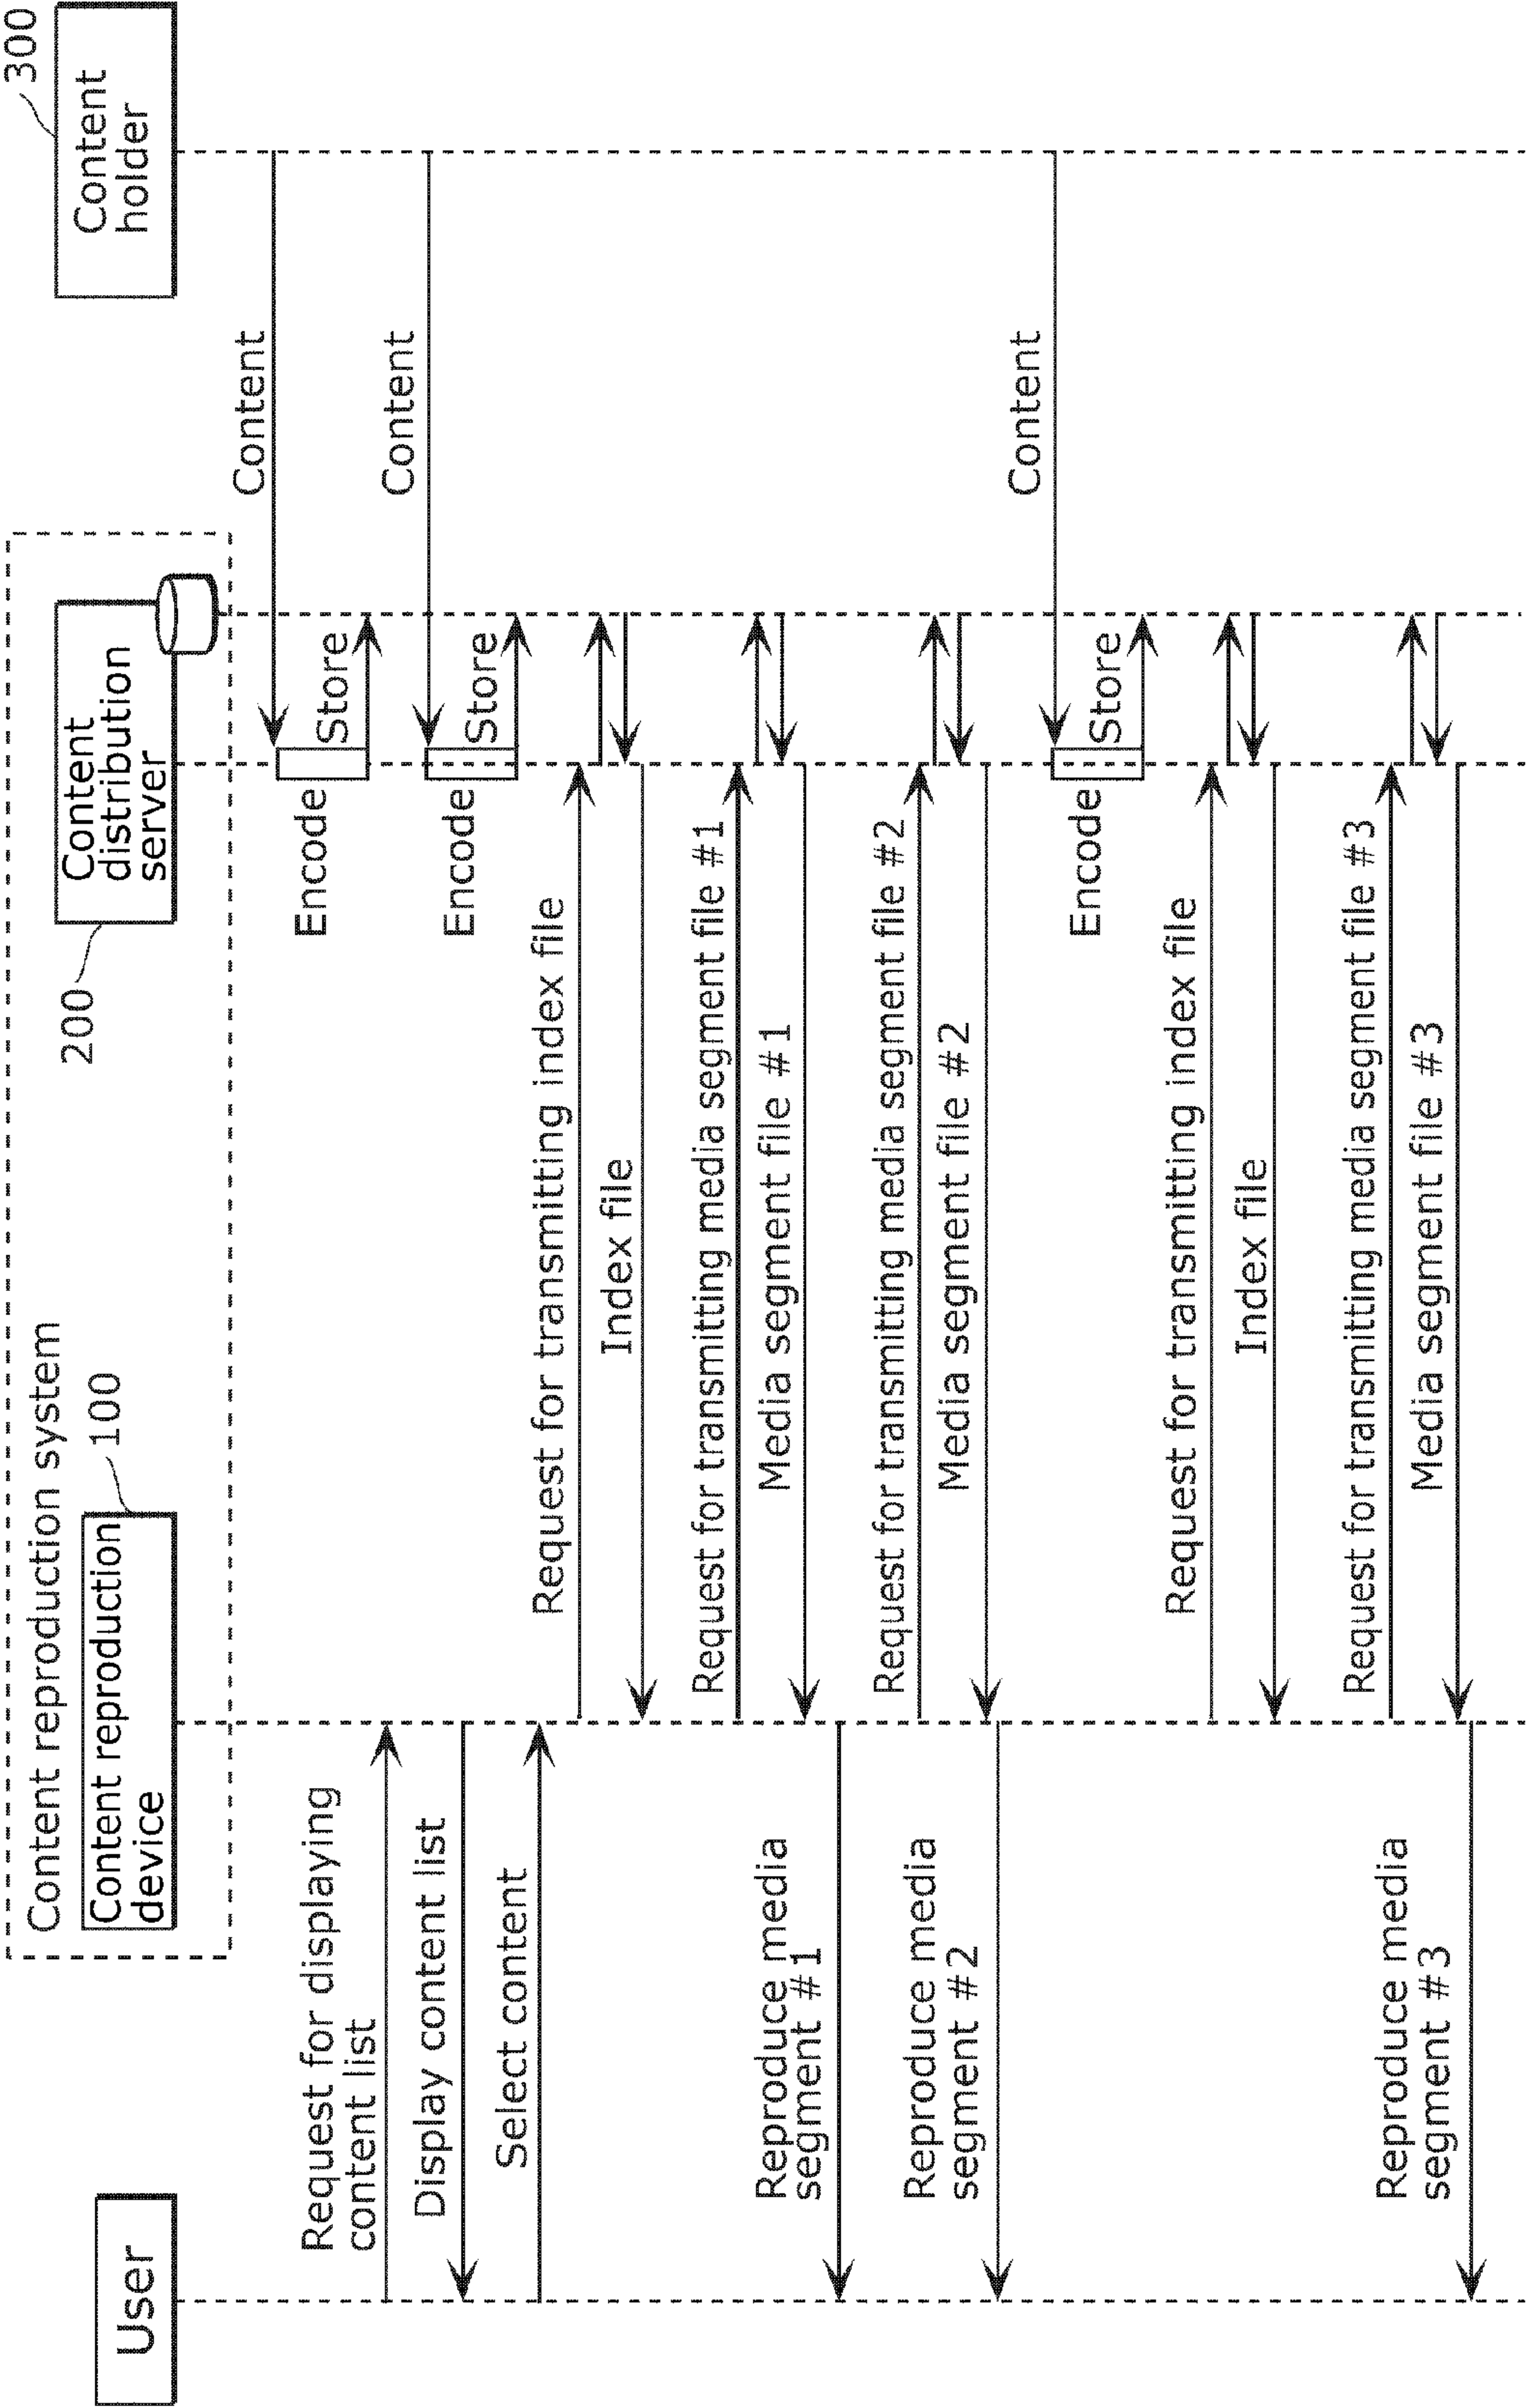 Content reproduction system
User
Content reproduction
device
100
200
Content
distribution
server
Content
holder
300
Content
Encode
Store
Request for displaying
content list
Content
Display content list
Encode
Store
Select content
Request for transmitting index file
Index file
Request for transmitting media segment file #1
Media segment file #1
Reproduce media
segment #1
Request for transmitting media segment file #2
Media segment file #2
Reproduce media
segment #2
Content
Encode
Store
Request for transmitting index file
Index file
Request for transmitting media segment file #3
Media segment file #3
Reproduce media
segment #3